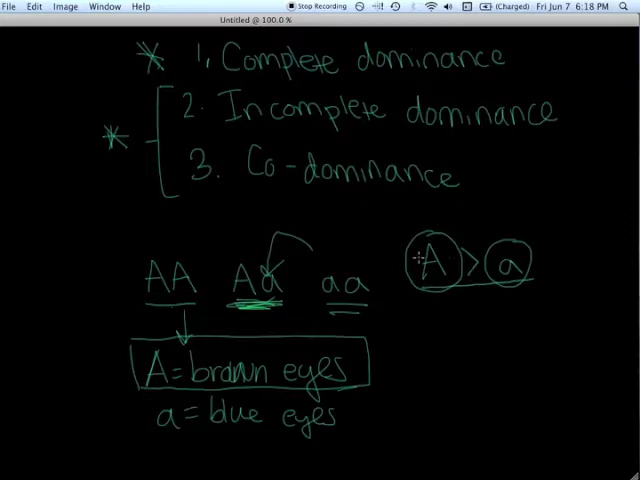 File Edit Image Window Help Stop Recording (Charged) Fri Jun 7 6:18 PM
Untitled @ 100.0 %
1. Complete dominance
2. Incomplete dominance
3. Co-dominance
AA Aa aa A > a
A = brown eyes
a = blue eyes